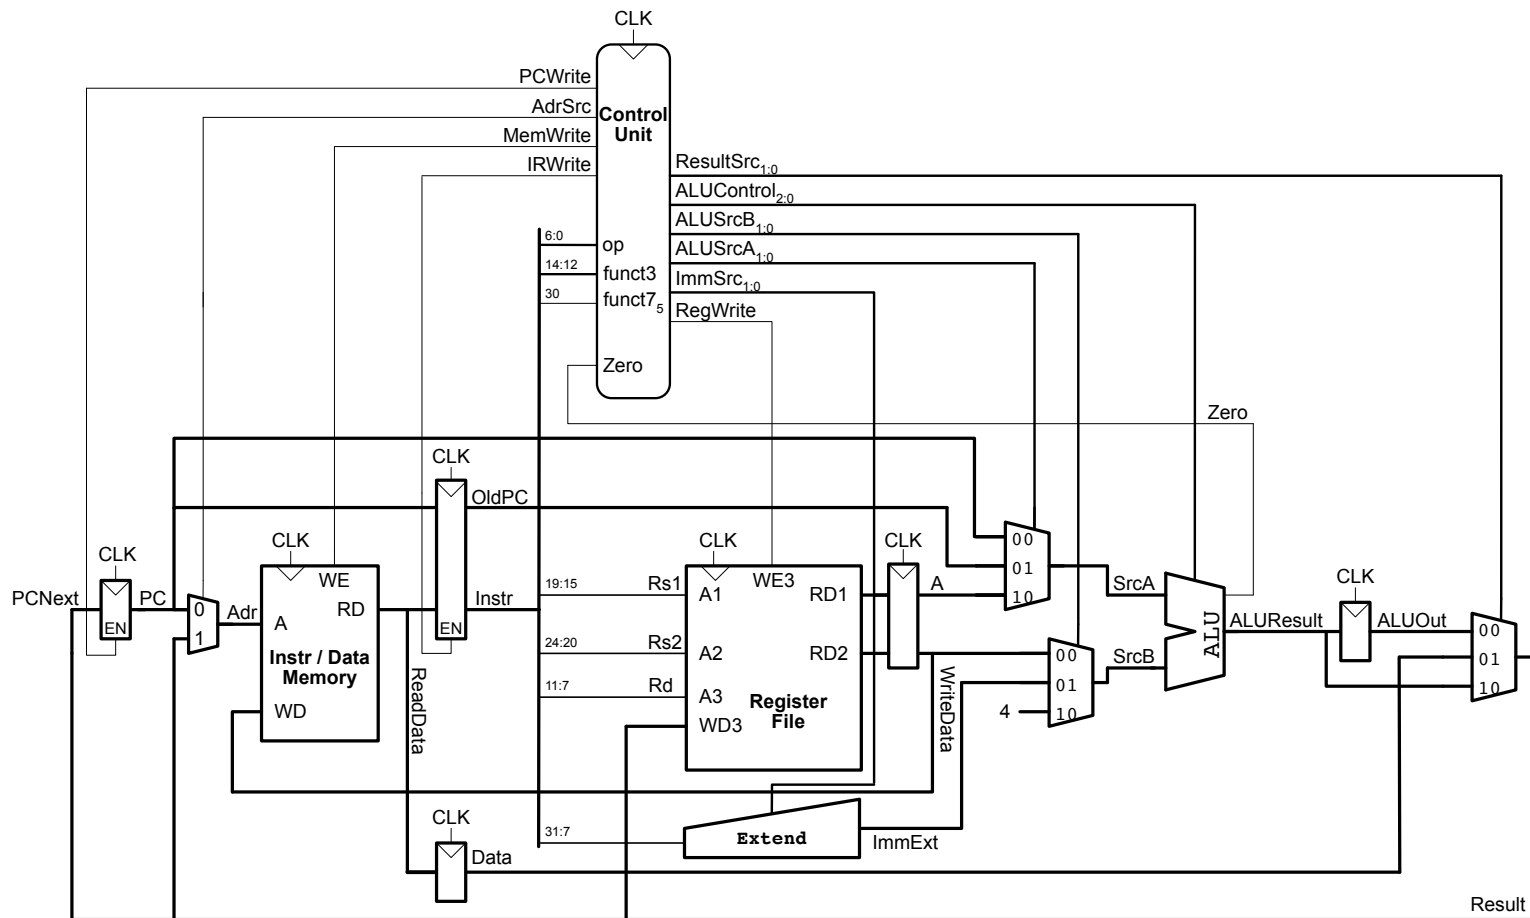 CLK
PCWrite
AdrSrc
MemWrite
IRWrite
Control
Unit
ResultSrc1:0
ALUControl2:0
ALUSrcB1:0
ALUSrcA1:0
ImmSrc1:0
RegWrite
6:0
op
14:12
funct3
30
funct75
Zero
Zero
CLK
OldPC
CLK
CLK
CLK
CLK
CLK
PCNext
PC
EN
0
1
Adr
WE
RD
A
Instr / Data
Memory
WD
ReadData
EN
Instr
19:15
Rs1
24:20
Rs2
11:7
Rd
A1
A2
A3
WD3
WE3
RD1
RD2
Register
File
A
WriteData
00
01
10
SrcA
00
01
10
4
SrcB
ALU
ALUResult
ALUOut
00
01
10
31:7
Extend
ImmExt
CLK
Data
Result